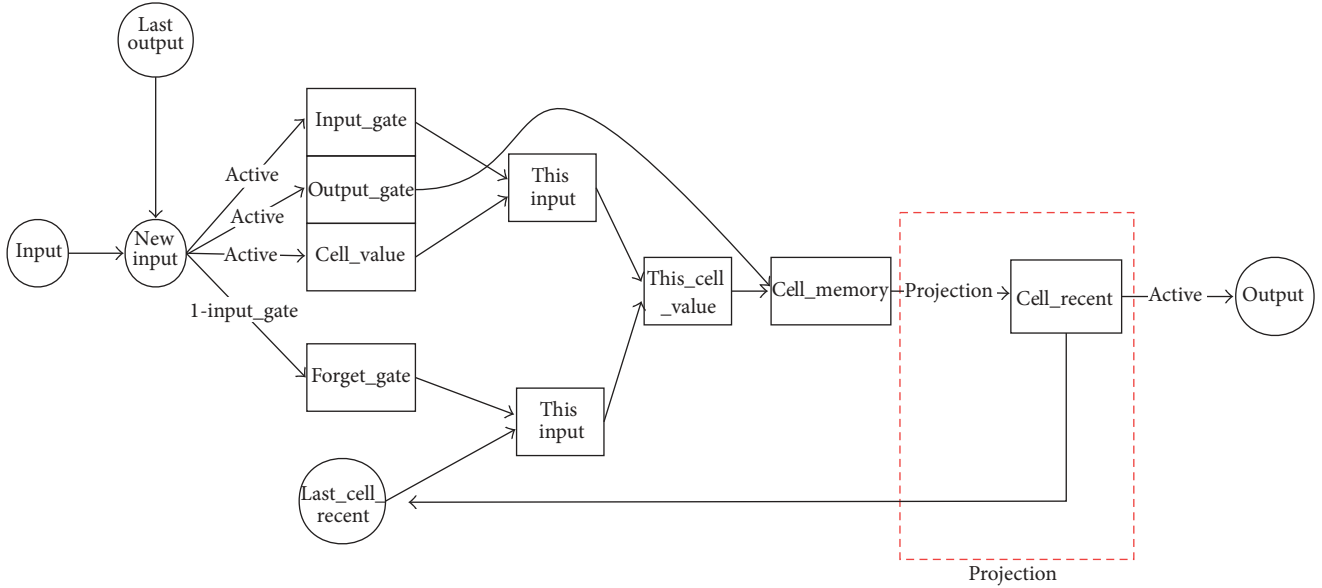 Last
output
Input
New
input
Active
Active
Active
1-input_gate
Input_gate
Output_gate
Cell_value
Forget_gate
Last_cell_
recent
This
input
This
input
This_cell
_value
Cell_memory
Projection
Cell_recent
Active
Output
Projection